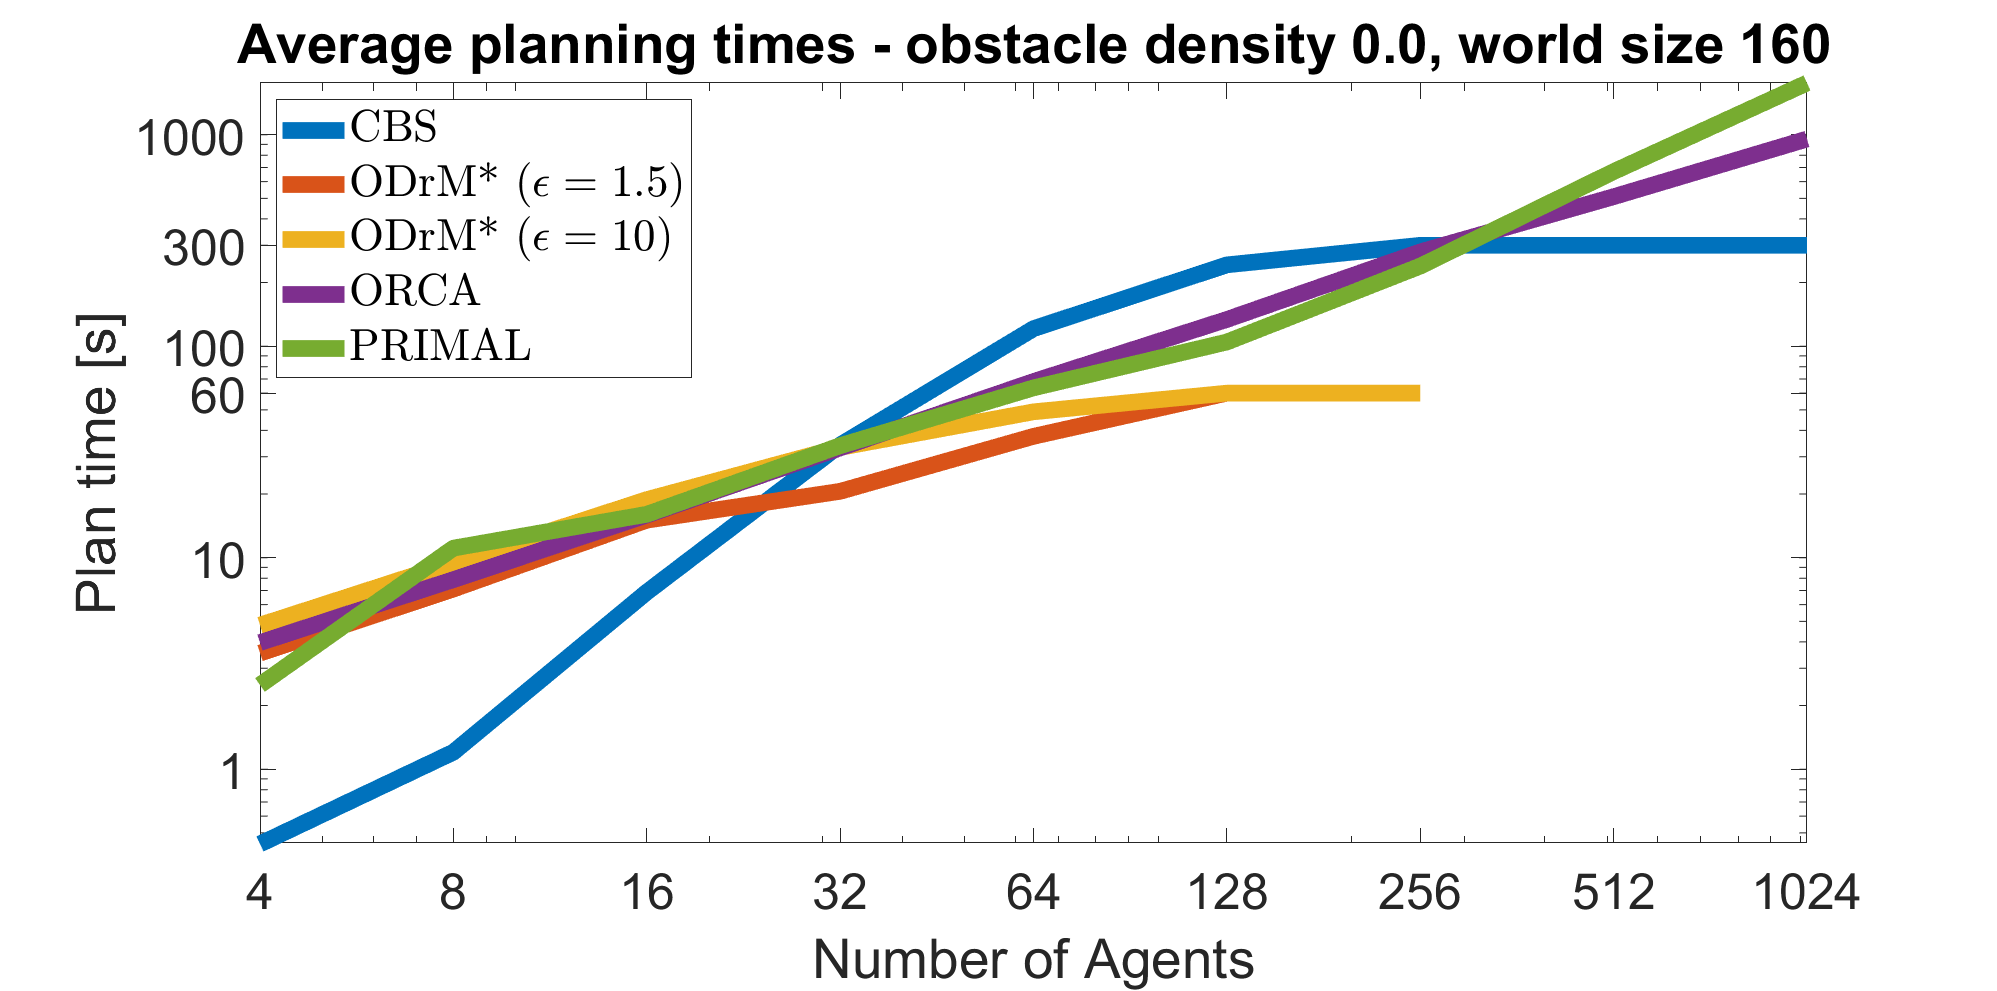 Average planning times - obstacle density 0.0, world size 160
CBS
ODrM* (ϵ = 1.5)
ODrM* (ϵ = 10)
ORCA
PRIMAL
Plan time [s]
1000
300
100
60
10
1
4 8 16 32 64 128 256 512 1024
Number of Agents